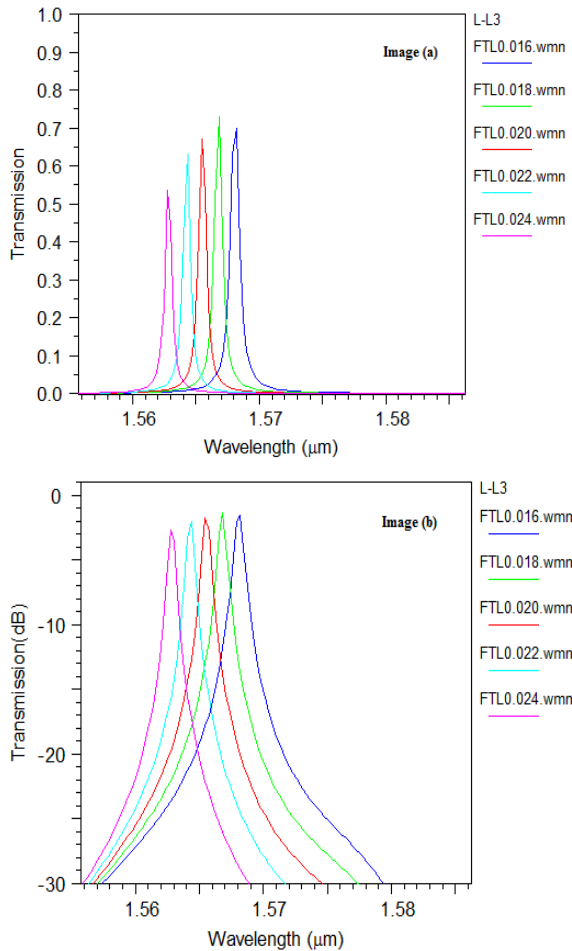 1.0
0.9
0.8
0.7
0.6
0.5
0.4
0.3
0.2
0.1
0.0
Transmission
Image (a)
1.56
1.57
1.58
Wavelength (μm)
L-L3
FTL0.016.wmn
FTL0.018.wmn
FTL0.020.wmn
FTL0.022.wmn
FTL0.024.wmn
0
-10
-20
-30
Transmission(dB)
Image (b)
1.56
1.57
1.58
Wavelength (μm)
L-L3
FTL0.016.wmn
FTL0.018.wmn
FTL0.020.wmn
FTL0.022.wmn
FTL0.024.wmn